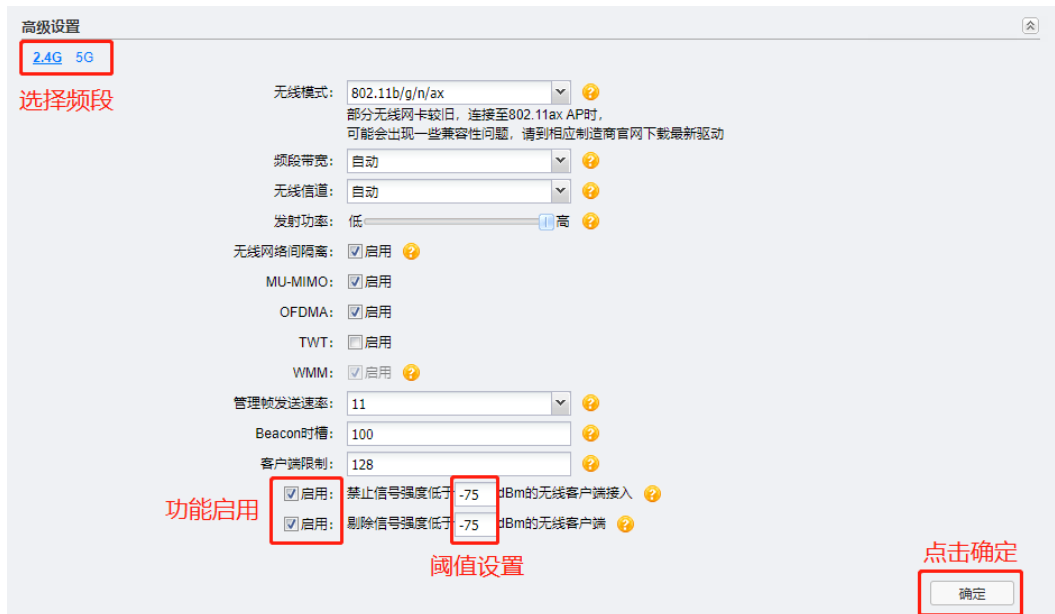 高级设置
2.4G 5G
选择频段
无线模式： 802.11b/g/n/ax
部分无线网卡较旧，连接至802.11ax AP时，
可能会出现一些兼容性问题，请到相应制造商官网下载最新驱动
频段带宽： 自动
无线信道： 自动
发射功率： 低 高
无线网络间隔离： 启用
MU-MIMO： 启用
OFDMA： 启用
TWT： 启用
WMM： 启用
管理帧发送速率： 11
Beacon时槽： 100
客户端限制： 128
功能启用
启用： 禁止信号强度低于 -75 dBm的无线客户端接入
启用： 剔除信号强度低于 -75 dBm的无线客户端
阈值设置
点击确定
确定